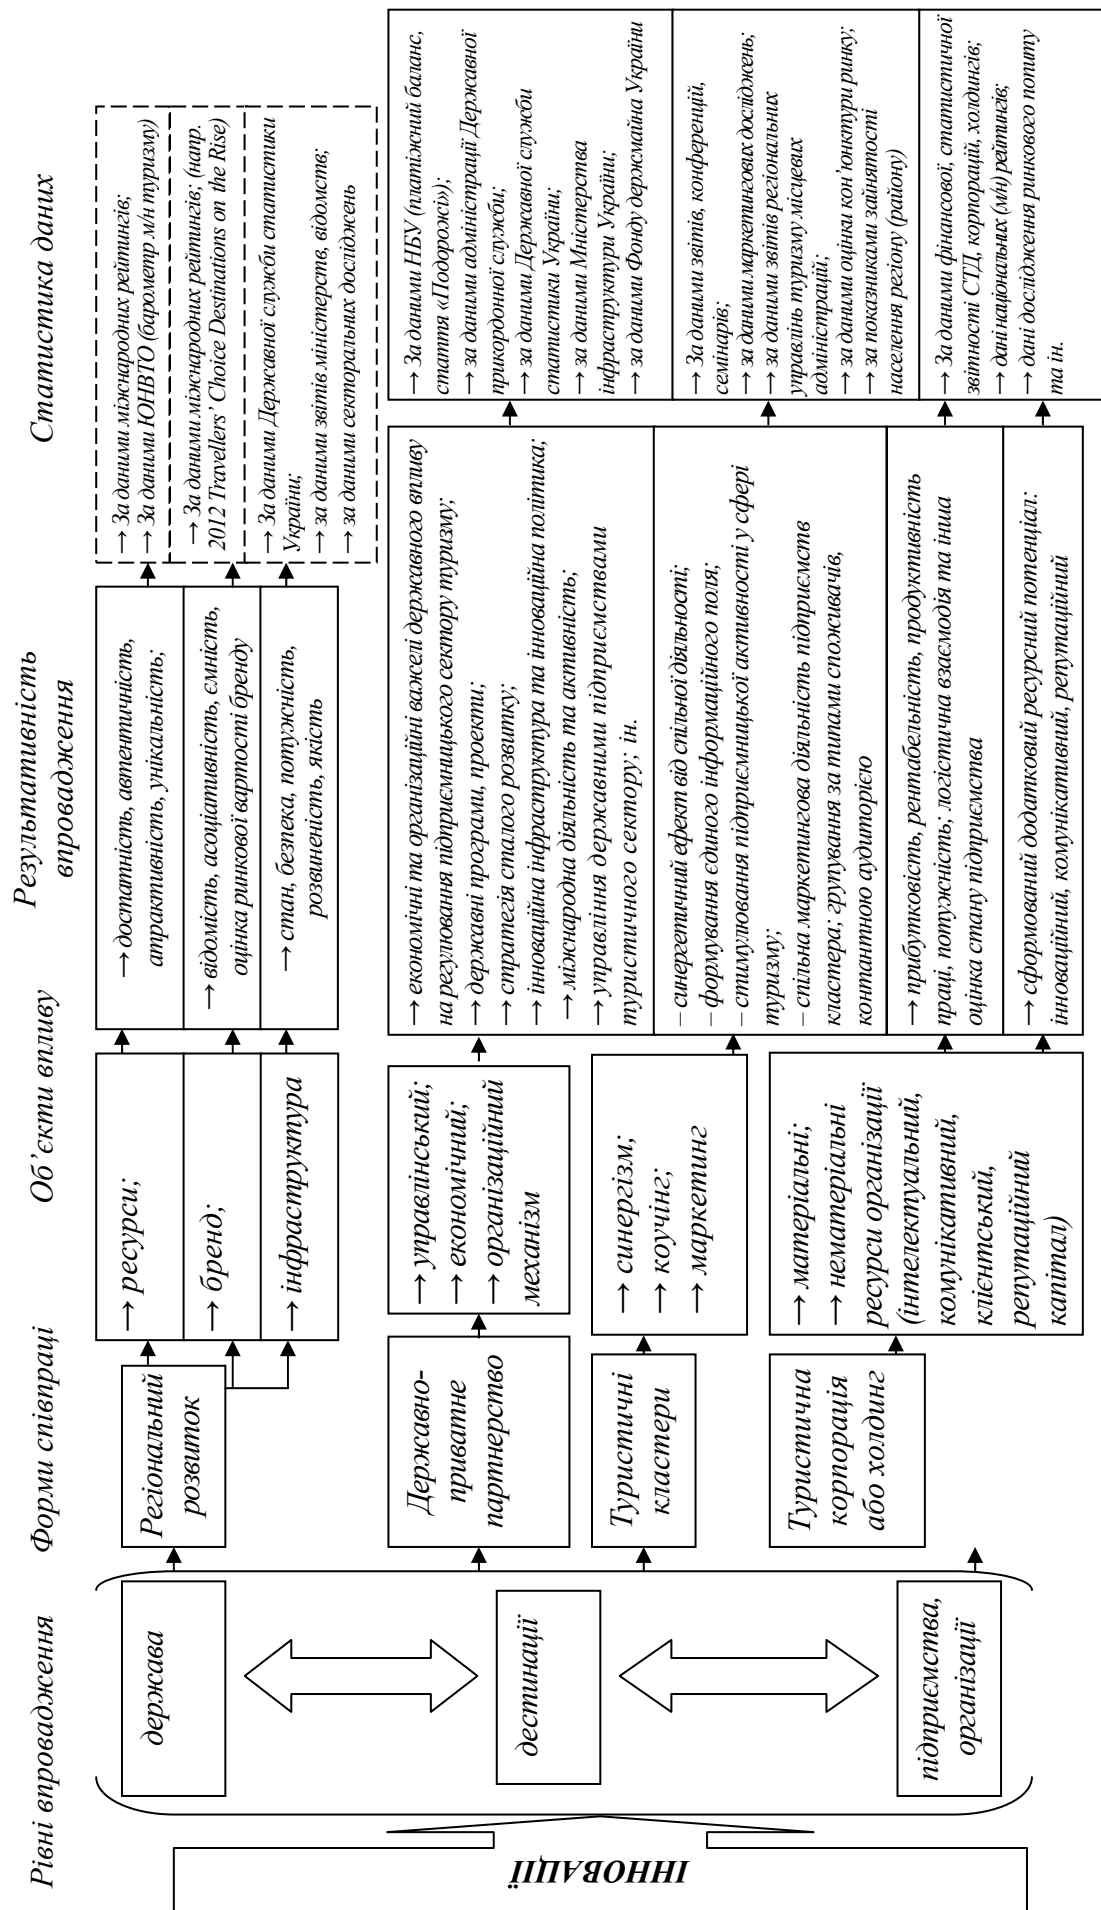 Рівні впровадження
Форми співпраці
Об’єкти впливу
Результативність
впровадження
Статистика даних
ІННОВАЦІЇ
держава
дестинації
підприємства,
організації
Регіональний
розвиток
→ ресурси;
→ бренд;
→ інфраструктура
→ достатність, автентичність,
атрактивність, унікальність;
→ відомість, асоціативність, ємність,
оцінка ринкової вартості бренду
→ стан, безпека, потужність,
розвиненість, якість
→ За даними міжнародних рейтингів;
→ За даними ЮНВТО (барометр м/н туризму)
→ За даними міжнародних рейтингів; (напр.
2012 Travellers’ Choice Destinations on the Rise)
→ За даними Державної служби статистики
України;
→ за даними звітів міністерств, відомств;
→ за даними секторальних досліджень
Державно-
приватне
партнерство
→ управлінський;
→ економічний;
→ організаційний
механізм
→ економічні та організаційні важелі державного впливу
на регулювання підприємницького сектору туризму;
→ державні програми, проекти;
→ стратегія сталого розвитку;
→ інноваційна інфраструктура та інноваційна політика;
→ міжнародна діяльність та активність;
→ управління державними підприємствами
туристичного сектору; ін.
→ За даними НБУ (платіжний баланс,
стаття «Подорожі»);
→ за даними адміністрації Державної
прикордонної служби;
→ за даними Державної служби
статистики України;
→ за даними Мністерства
інфраструктури України;
→ за даними Фонду держмайна України
Туристичні
кластери
→ синергізм;
→ коучінг;
→ маркетинг
– синергетичний ефект від спільної діяльності;
– формування єдиного інформаційного поля;
– стимулювання підприємницької активності у сфері
туризму;
– спільна маркетингова діяльність підприємств
кластера; групування за типами споживачів,
контактною аудиторією
→ За даними звітів, конференцій,
семінарів;
→ за даними маркетингових досліджень;
→ за даними звітів регіональних
управлінь туризму місцевих
адміністрацій;
→ за даними оцінки кон’юнктури ринку;
→ за показниками зайнятості
населення регіону (району)
Туристична
корпорація
або холдинг
→ матеріальні;
→ нематеріальні
ресурси організації
(інтелектуальний,
комунікативний,
клієнтський,
репутаційний
капітал)
→ прибутковість, рентабельність, продуктивність
праці, потужність; логістична взаємодія та інша
оцінка стану підприємства
→ сформований додатковий ресурсний потенціал:
інноваційний, комунікативний, репутаційний
→ За даними фінансової, статистичної
звітності СТД, корпорацій, холдингів;
→ дані національних (м/н) рейтингів;
→ дані дослідження ринкового попиту
та ін.